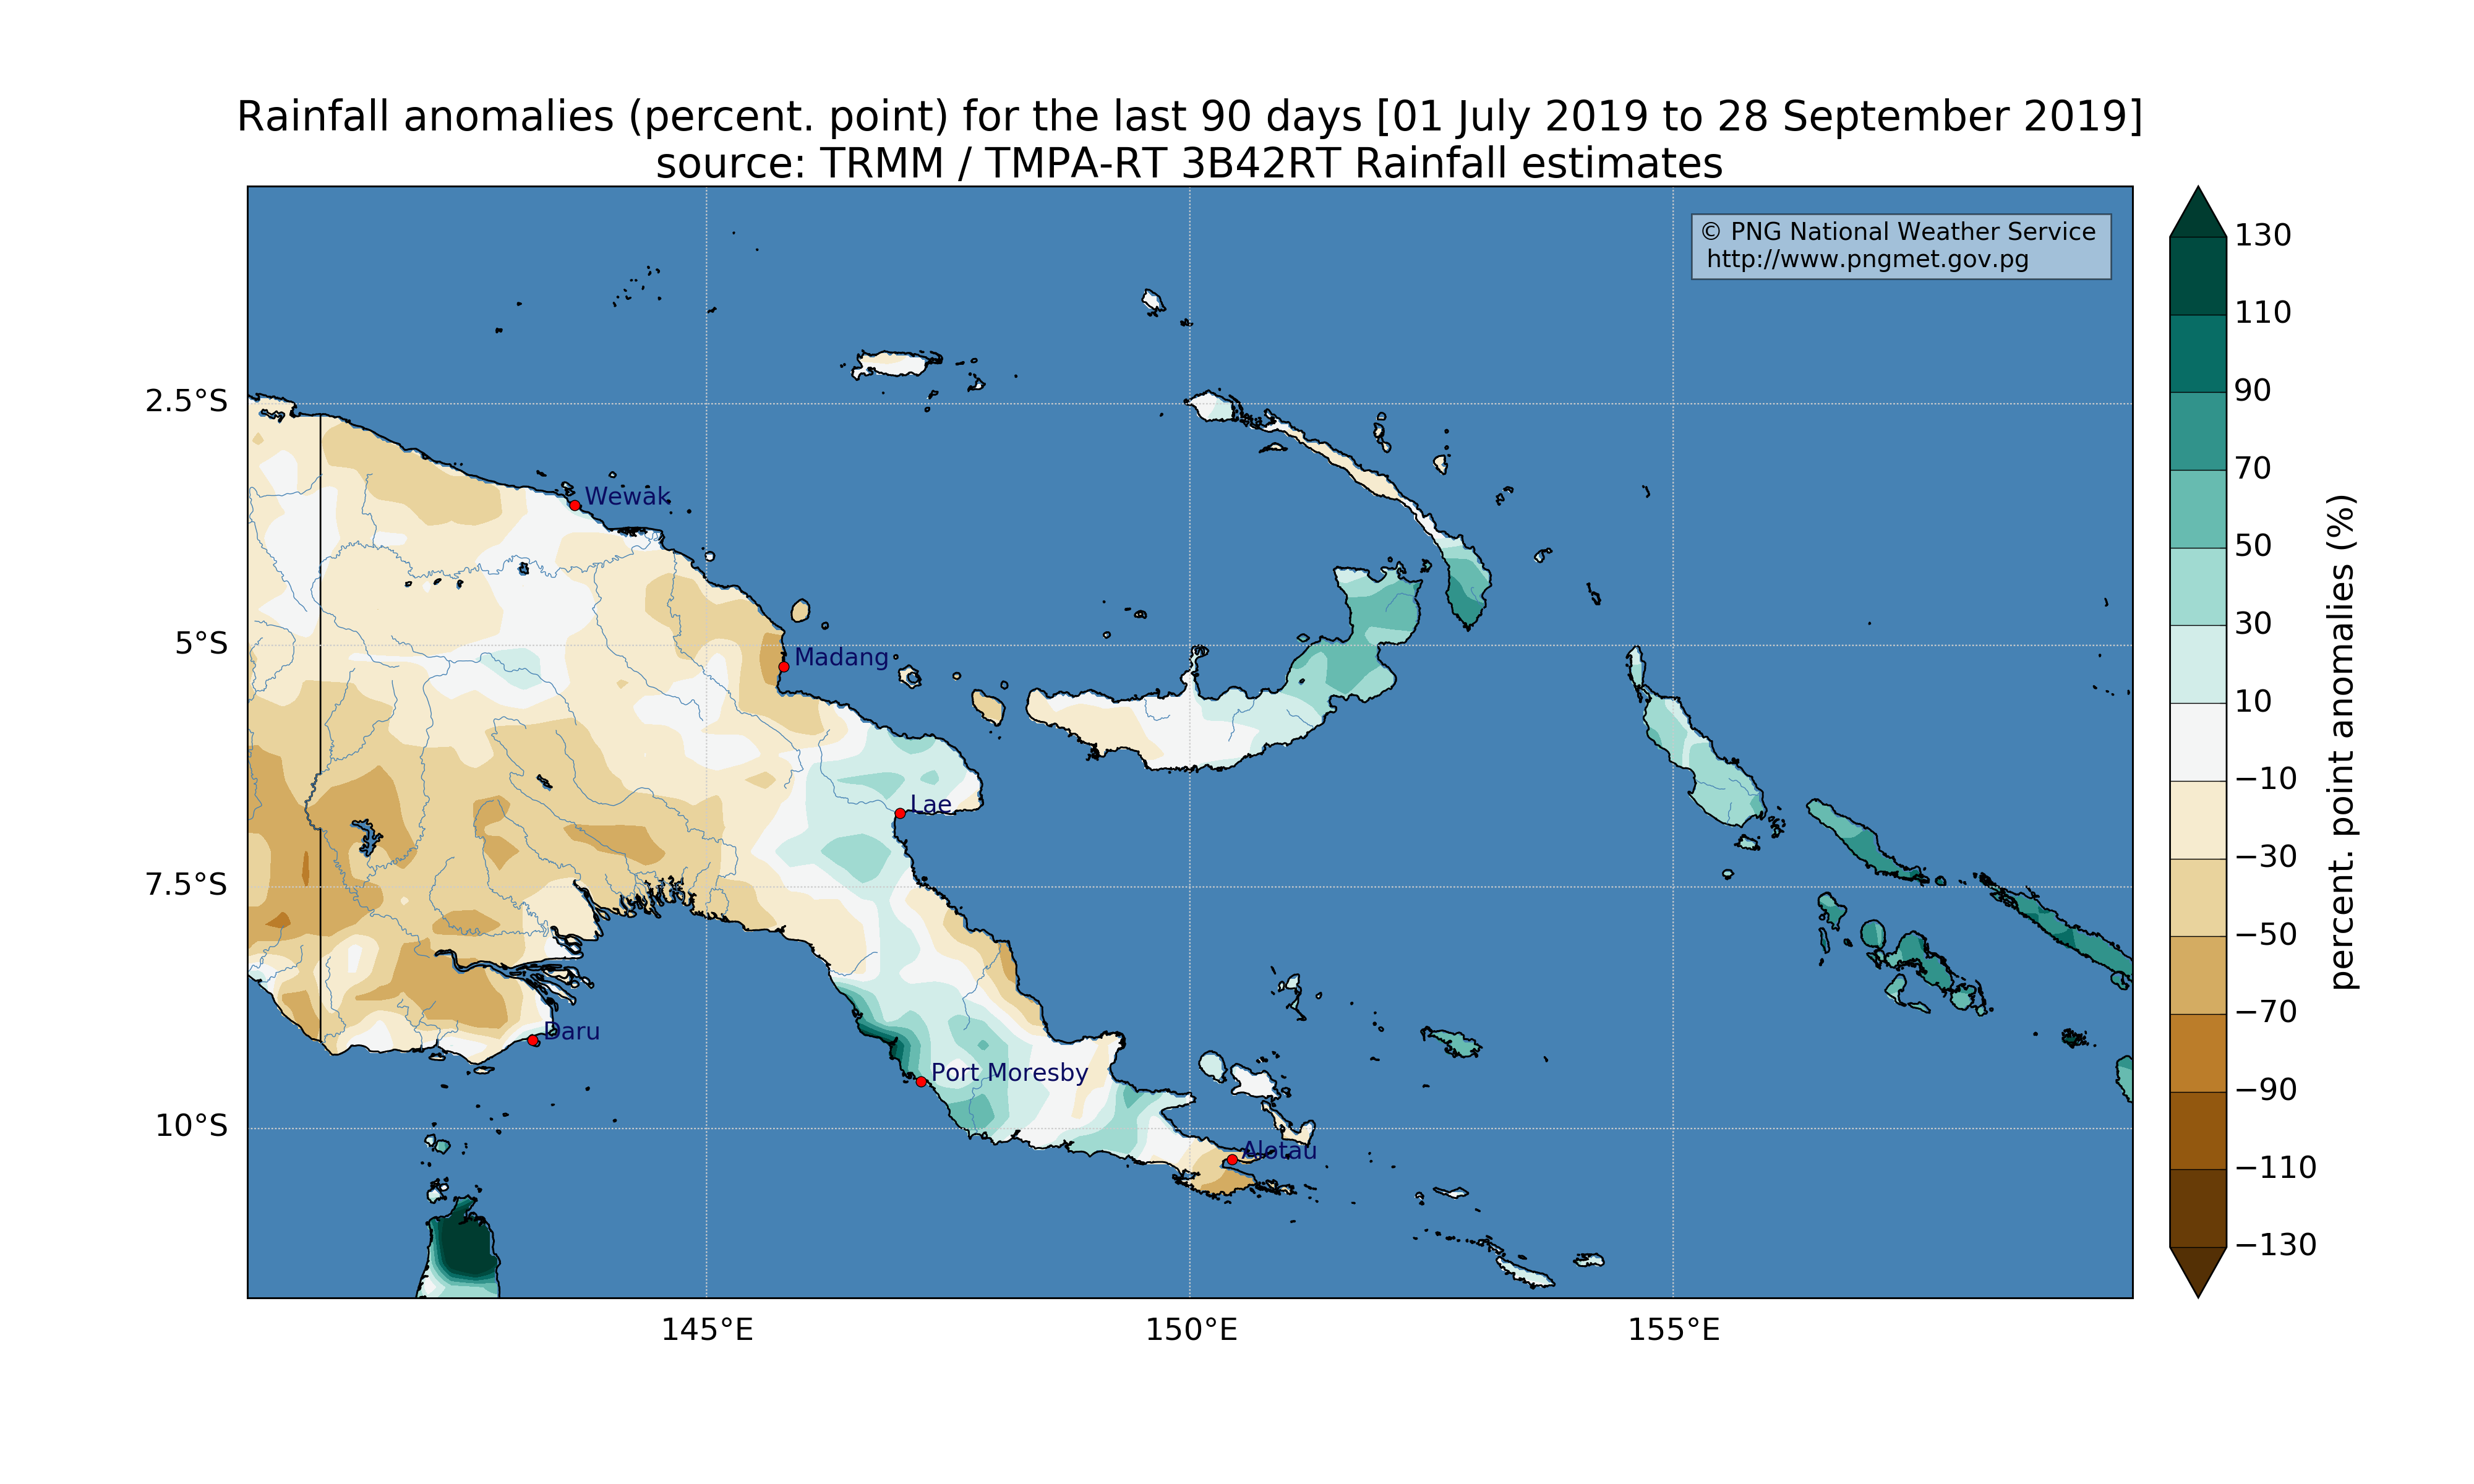 Rainfall anomalies (percent. point) for the last 90 days [01 July 2019 to 28 September 2019]
source: TRMM / TMPA-RT 3B42RT Rainfall estimates
© PNG National Weather Service
http://www.pngmet.gov.pg
2.5°S
5°S
7.5°S
10°S
Wewak
Madang
Lae
Daru
Port Moresby
Alotau
145°E
150°E
155°E
130
110
90
70
50
30
10
−10
−30
−50
−70
−90
−110
−130
percent. point anomalies (%)